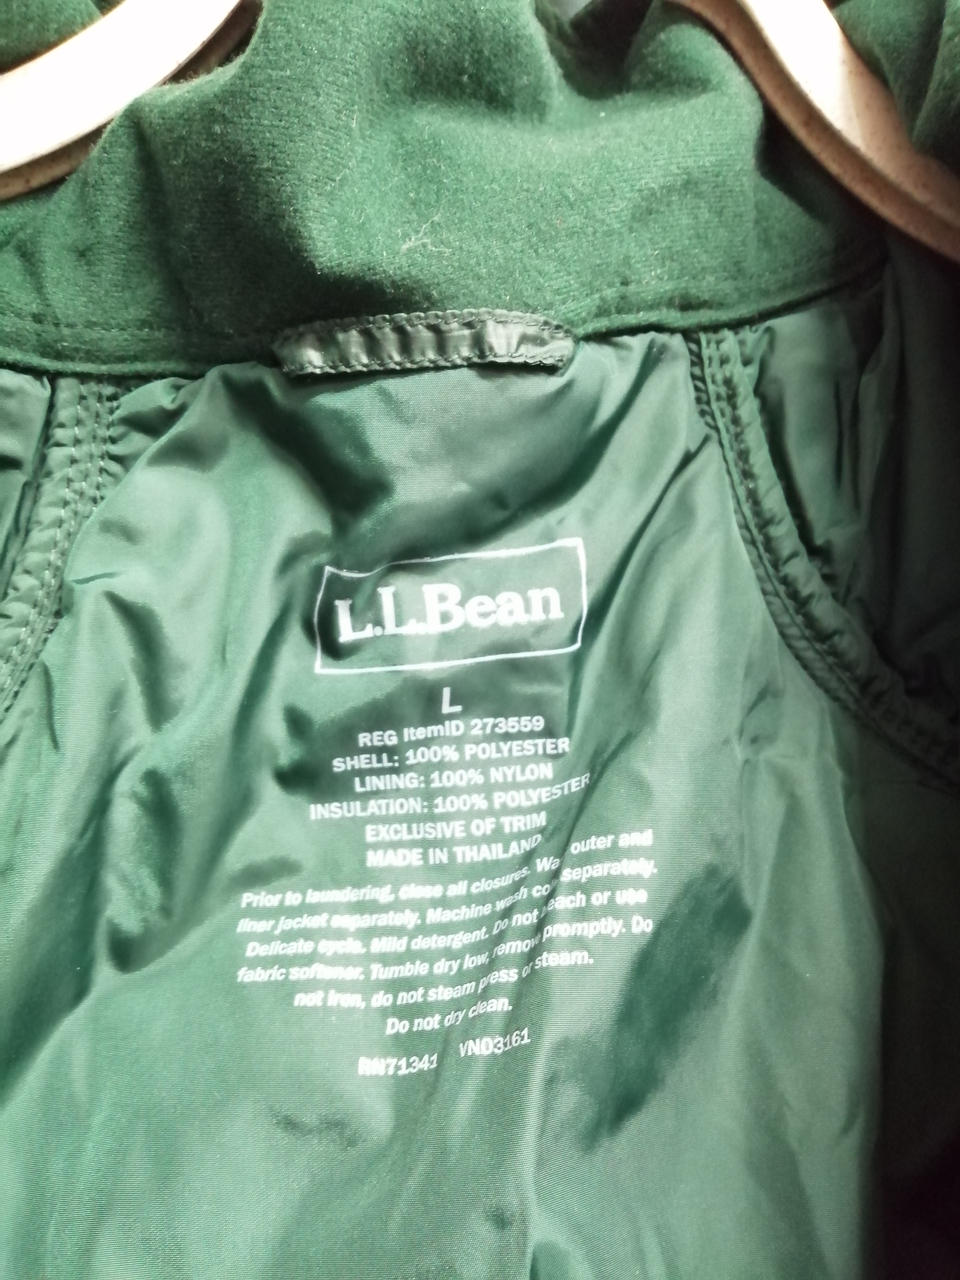 L.L.Bean
L
REG ItemID 273559
SHELL: 100% POLYESTER
LINING: 100% NYLON
INSULATION: 100% POLYESTER
EXCLUSIVE OF TRIM
MADE IN THAILAND
Prior to laundering, close all closures. outer and
liner jacket separately. Machine wash separately.
Delicate cycle. Mild detergent. Do not or use
fabric softener. Tumble dry low, promptly. Do
not iron, do not steam press or steam.
Do not dry clean.
RN71341 VN03161